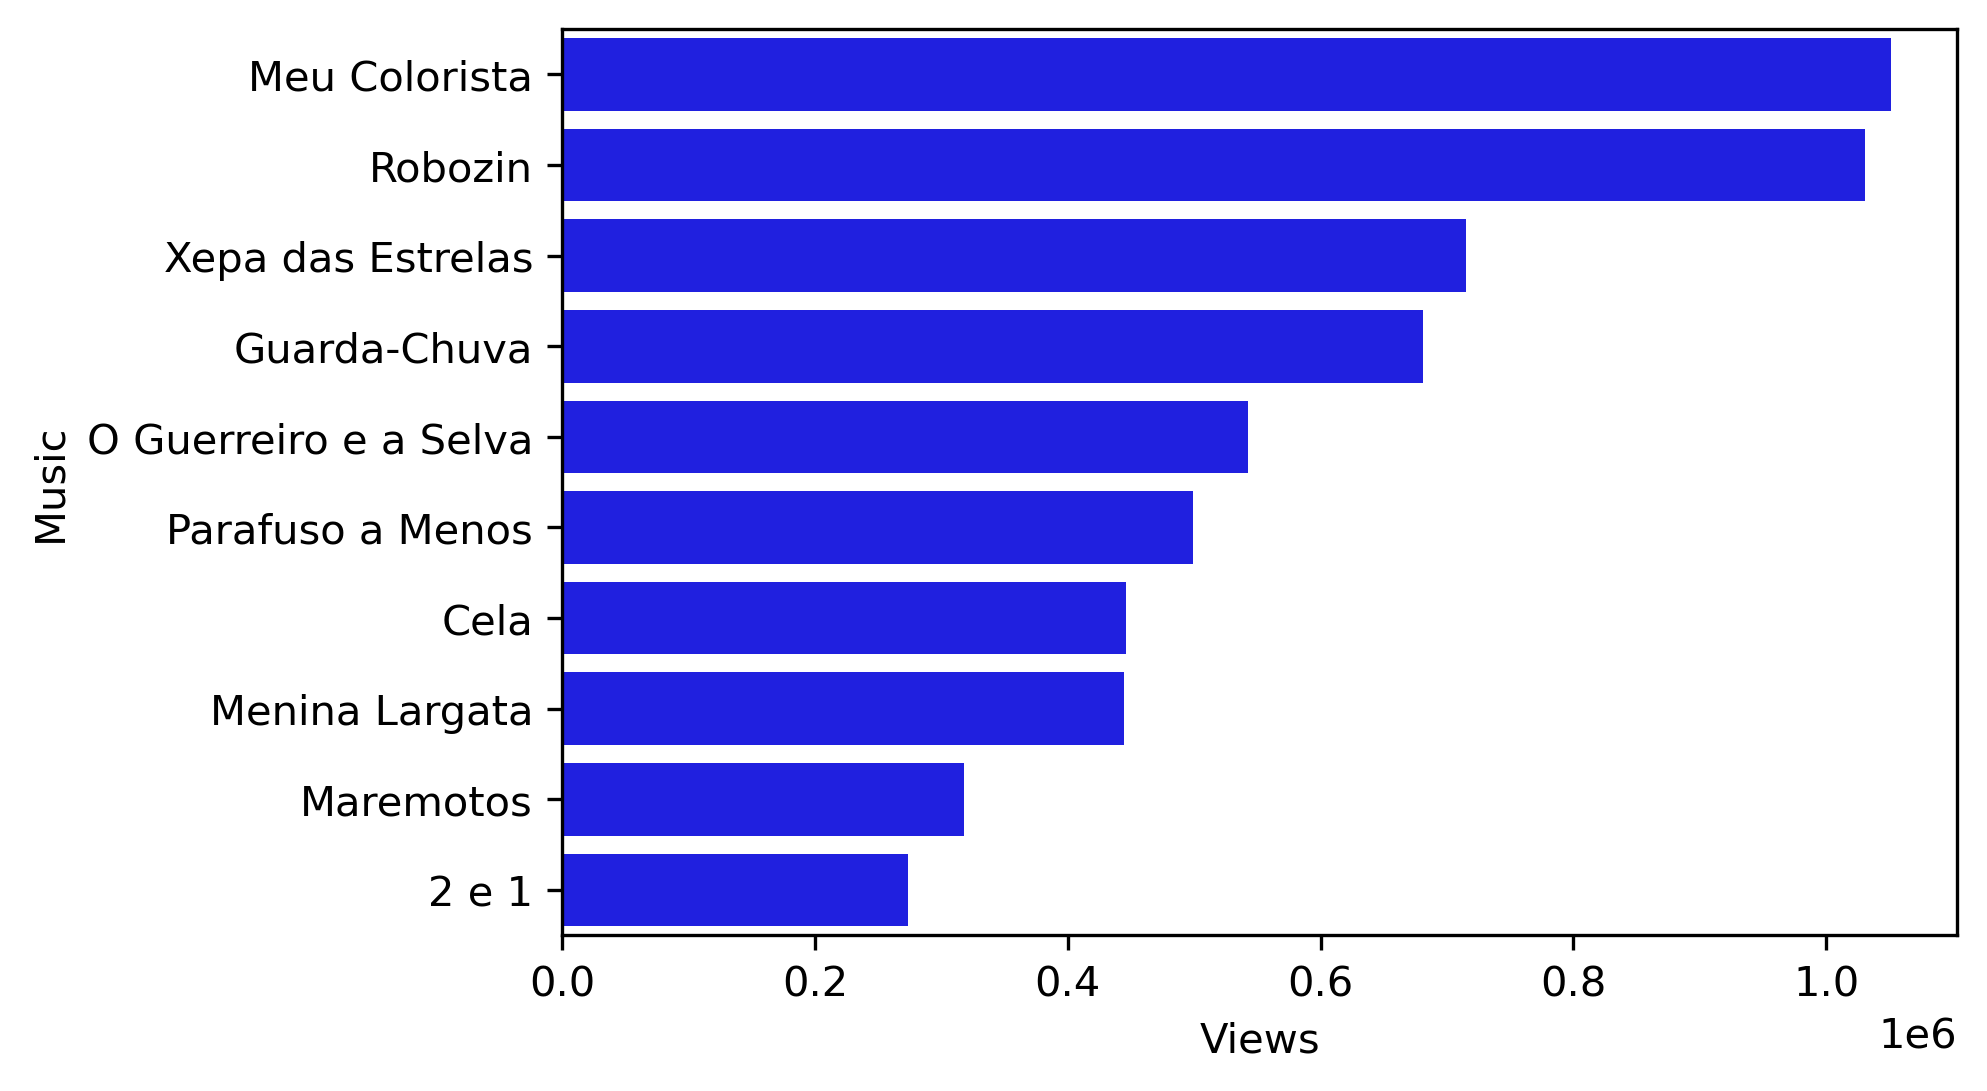 Meu Colorista
Robozin
Xepa das Estrelas
Guarda-Chuva
O Guerreiro e a Selva
Parafuso a Menos
Cela
Menina Largata
Maremotos
2 e 1
Music
0.0 0.2 0.4 0.6 0.8 1.0
1e6
Views